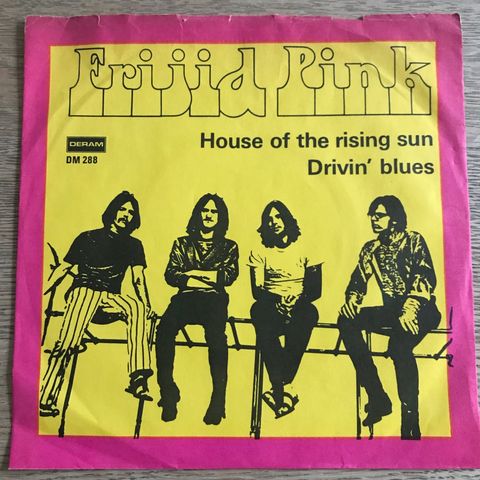 Frijid Pink
House of the rising sun
Drivin' blues
DERAM
DM 288